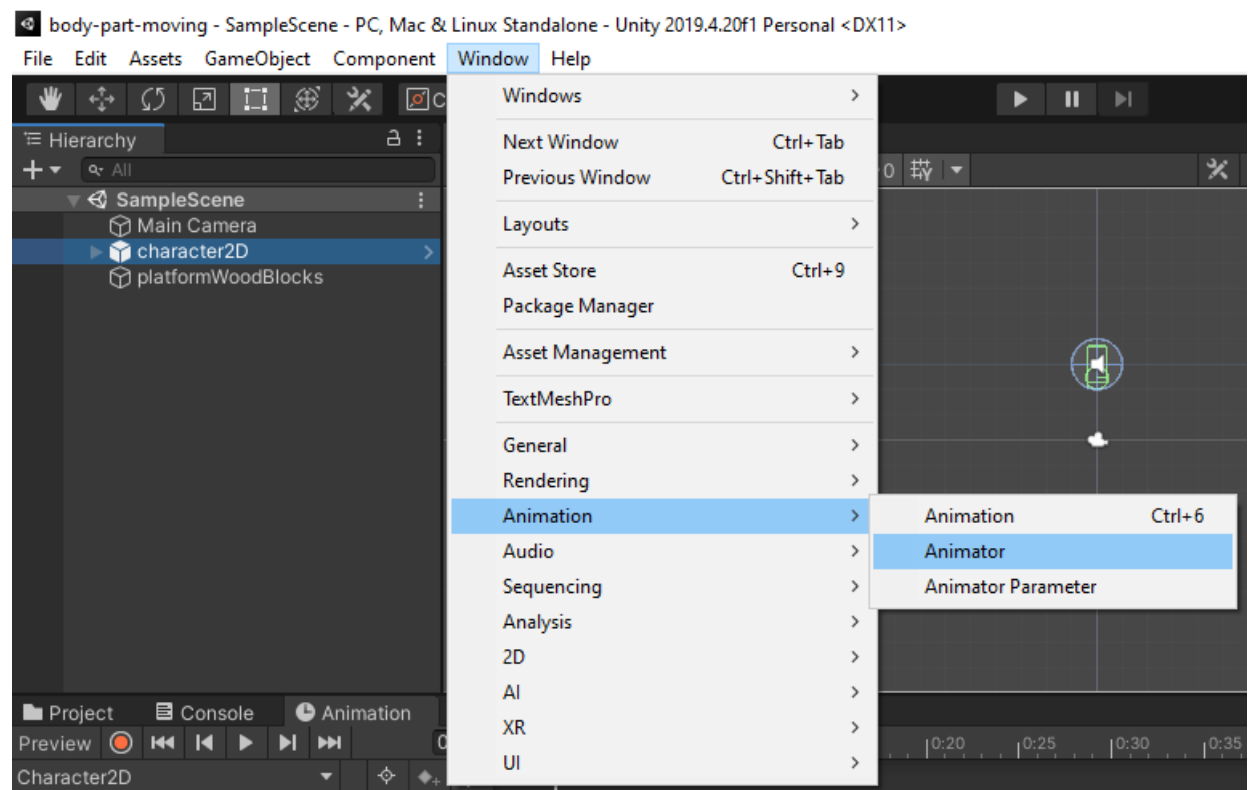 body-part-moving - SampleScene - PC, Mac & Linux Standalone - Unity 2019.4.20f1 Personal <DX11>
File Edit Assets GameObject Component Window Help
C
Hierarchy
All
0
SampleScene
Main Camera
character2D
platformWoodBlocks
Windows
Next Window Ctrl+Tab
Previous Window Ctrl+Shift+Tab
Layouts
Asset Store Ctrl+9
Package Manager
Asset Management
TextMeshPro
General
Rendering
Animation
Audio
Sequencing
Analysis
2D
AI
XR
UI
Animation Ctrl+6
Animator
Animator Parameter
Project Console Animation
Preview 0
0:20 0:25 0:30 0:35
Character2D